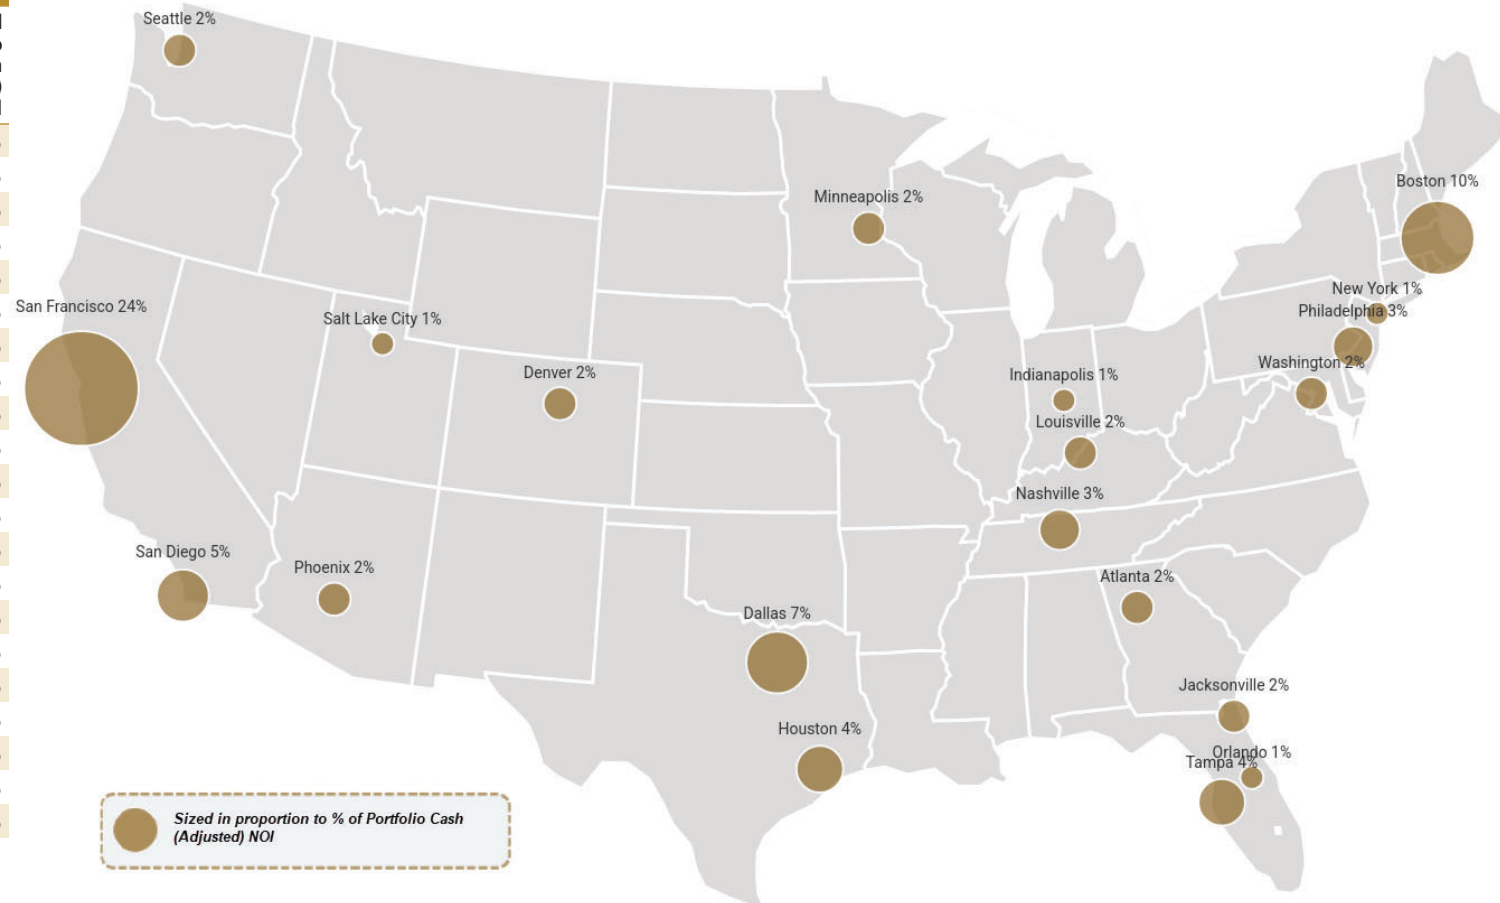 Seattle 2%
Boston 10%
Minneapolis 2%
New York 1%
San Francisco 24%
Philadelphia 3%
Salt Lake City 1%
Washington 2%
Denver 2%
Indianapolis 1%
Louisville 2%
Nashville 3%
San Diego 5%
Phoenix 2%
Atlanta 2%
Dallas 7%
Jacksonville 2%
Houston 4%
Orlando 1%
Tampa 4%
Sized in proportion to % of Portfolio Cash
(Adjusted) NOI